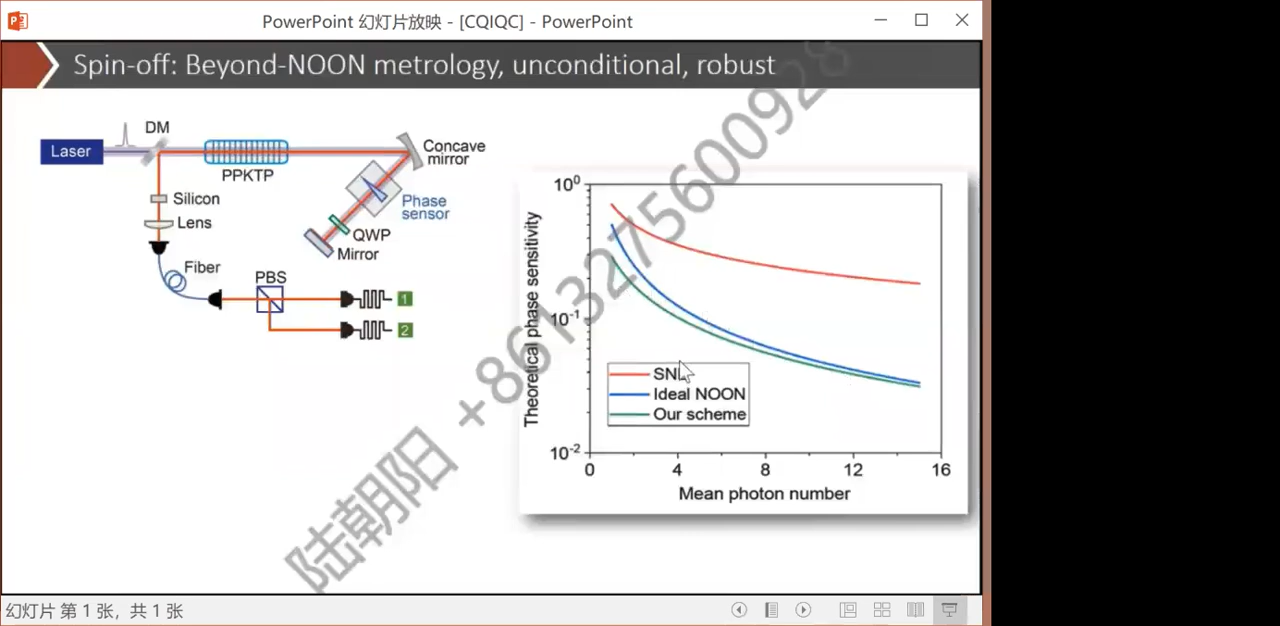 PowerPoint 幻灯片放映 - [CQIQC] - PowerPoint
Spin-off: Beyond-NOON metrology, unconditional, robust
Laser
DM
PPKTP
Concave
mirror
Phase
sensor
QWP
Mirror
Silicon
Lens
Fiber
PBS
1
2
Theoretical phase sensitivity
10⁰
10⁻¹
10⁻²
SNL
Ideal NOON
Our scheme
0 4 8 12 16
Mean photon number
陆朝阳 +8613275600928
幻灯片 第 1 张，共 1 张